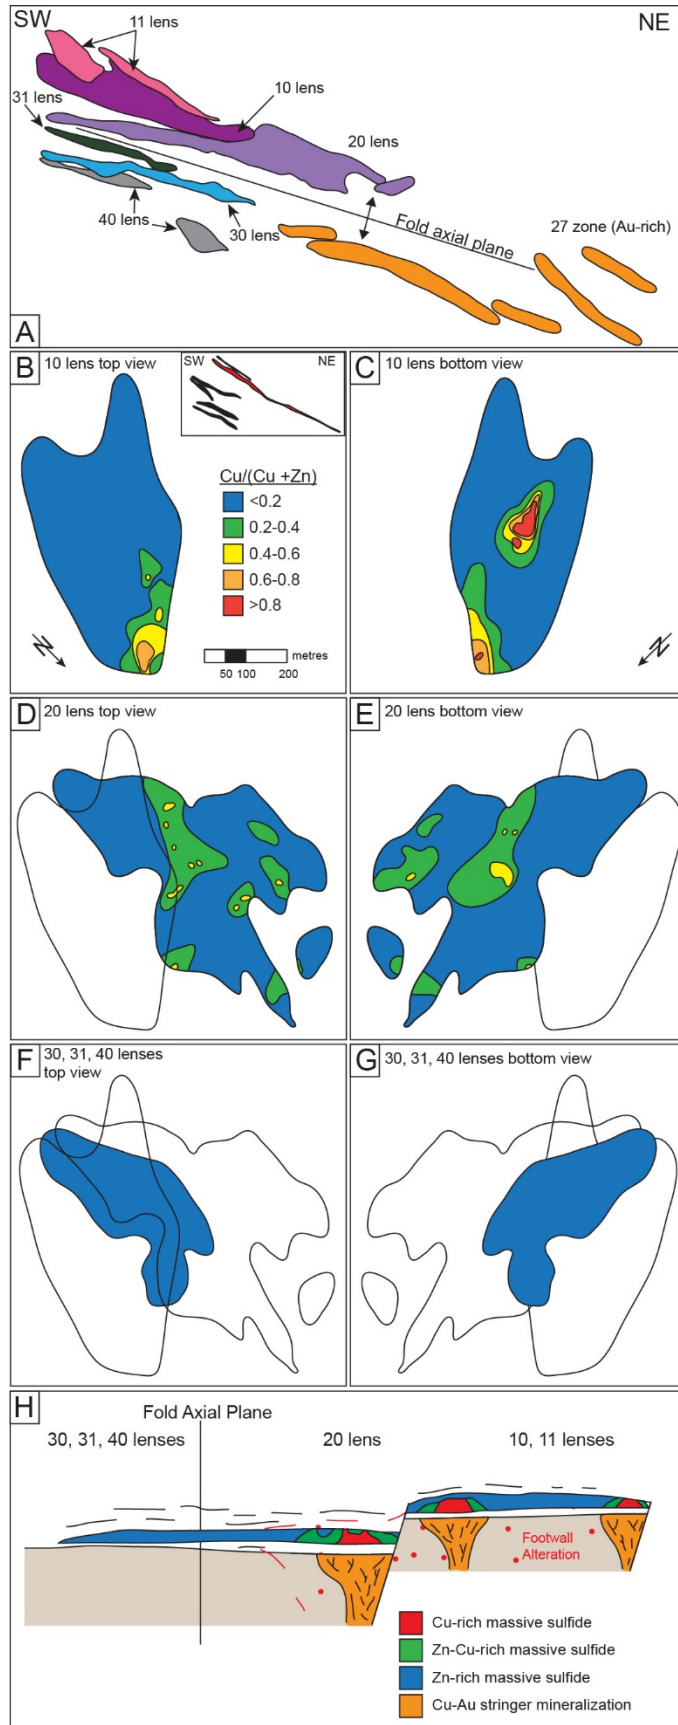 SW
NE
11 lens
31 lens
10 lens
20 lens
40 lens
30 lens
Fold axial plane
27 zone (Au-rich)
A
B
10 lens top view
SW
NE
Cu/(Cu +Zn)
<0.2
0.2-0.4
0.4-0.6
0.6-0.8
>0.8
N
metres
50 100
200
C
10 lens bottom view
N
D
20 lens top view
E
20 lens bottom view
F
30, 31, 40 lenses
top view
G
30, 31, 40 lenses bottom view
H
Fold Axial Plane
30, 31, 40 lenses
20 lens
10, 11 lenses
Footwall
Alteration
Cu-rich massive sulfide
Zn-Cu-rich massive sulfide
Zn-rich massive sulfide
Cu-Au stringer mineralization